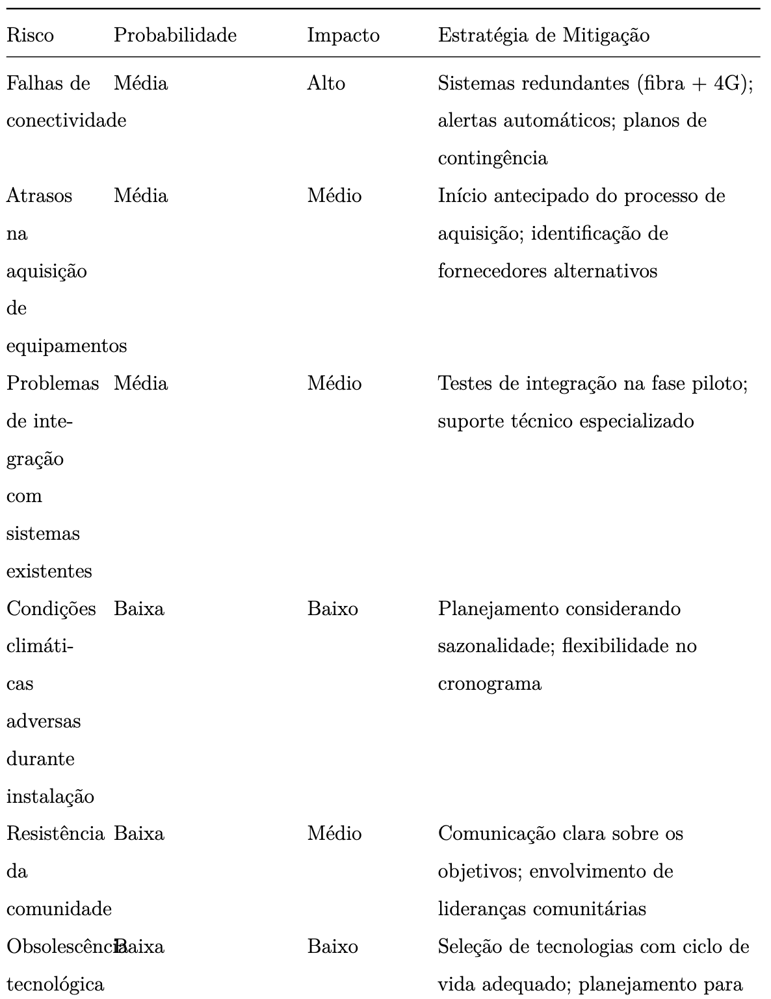 Risco Probabilidade Impacto Estratégia de Mitigação
Falhas de Média Alto Sistemas redundantes (fibra + 4G);
conectividade alertas automáticos; planos de
contingência
Atrasos Média Médio Início antecipado do processo de
na aquisição; identificação de
aquisição fornecedores alternativos
de
equipamentos
Problemas Média Médio Testes de integração na fase piloto;
de inte- suporte técnico especializado
gração
com
sistemas
existentes
Condições Baixa Baixo Planejamento considerando
climáti- sazonalidade; flexibilidade no
cas cronograma
adversas
durante
instalação
Resistência Baixa Médio Comunicação clara sobre os
da objetivos; envolvimento de
comunidade lideranças comunitárias
Obsolescência Baixa Baixo Seleção de tecnologias com ciclo de
tecnológica vida adequado; planejamento para